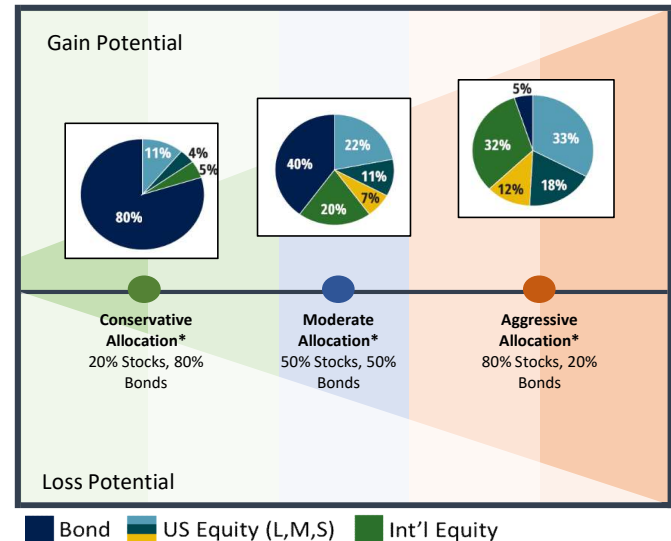 Gain Potential
11%
4%
5%
80%
22%
11%
7%
20%
40%
5%
33%
18%
12%
32%
Conservative
Allocation*
20% Stocks, 80%
Bonds
Moderate
Allocation*
50% Stocks, 50%
Bonds
Aggressive
Allocation*
80% Stocks, 20%
Bonds
Loss Potential
Bond
US Equity (L,M,S)
Int'l Equity